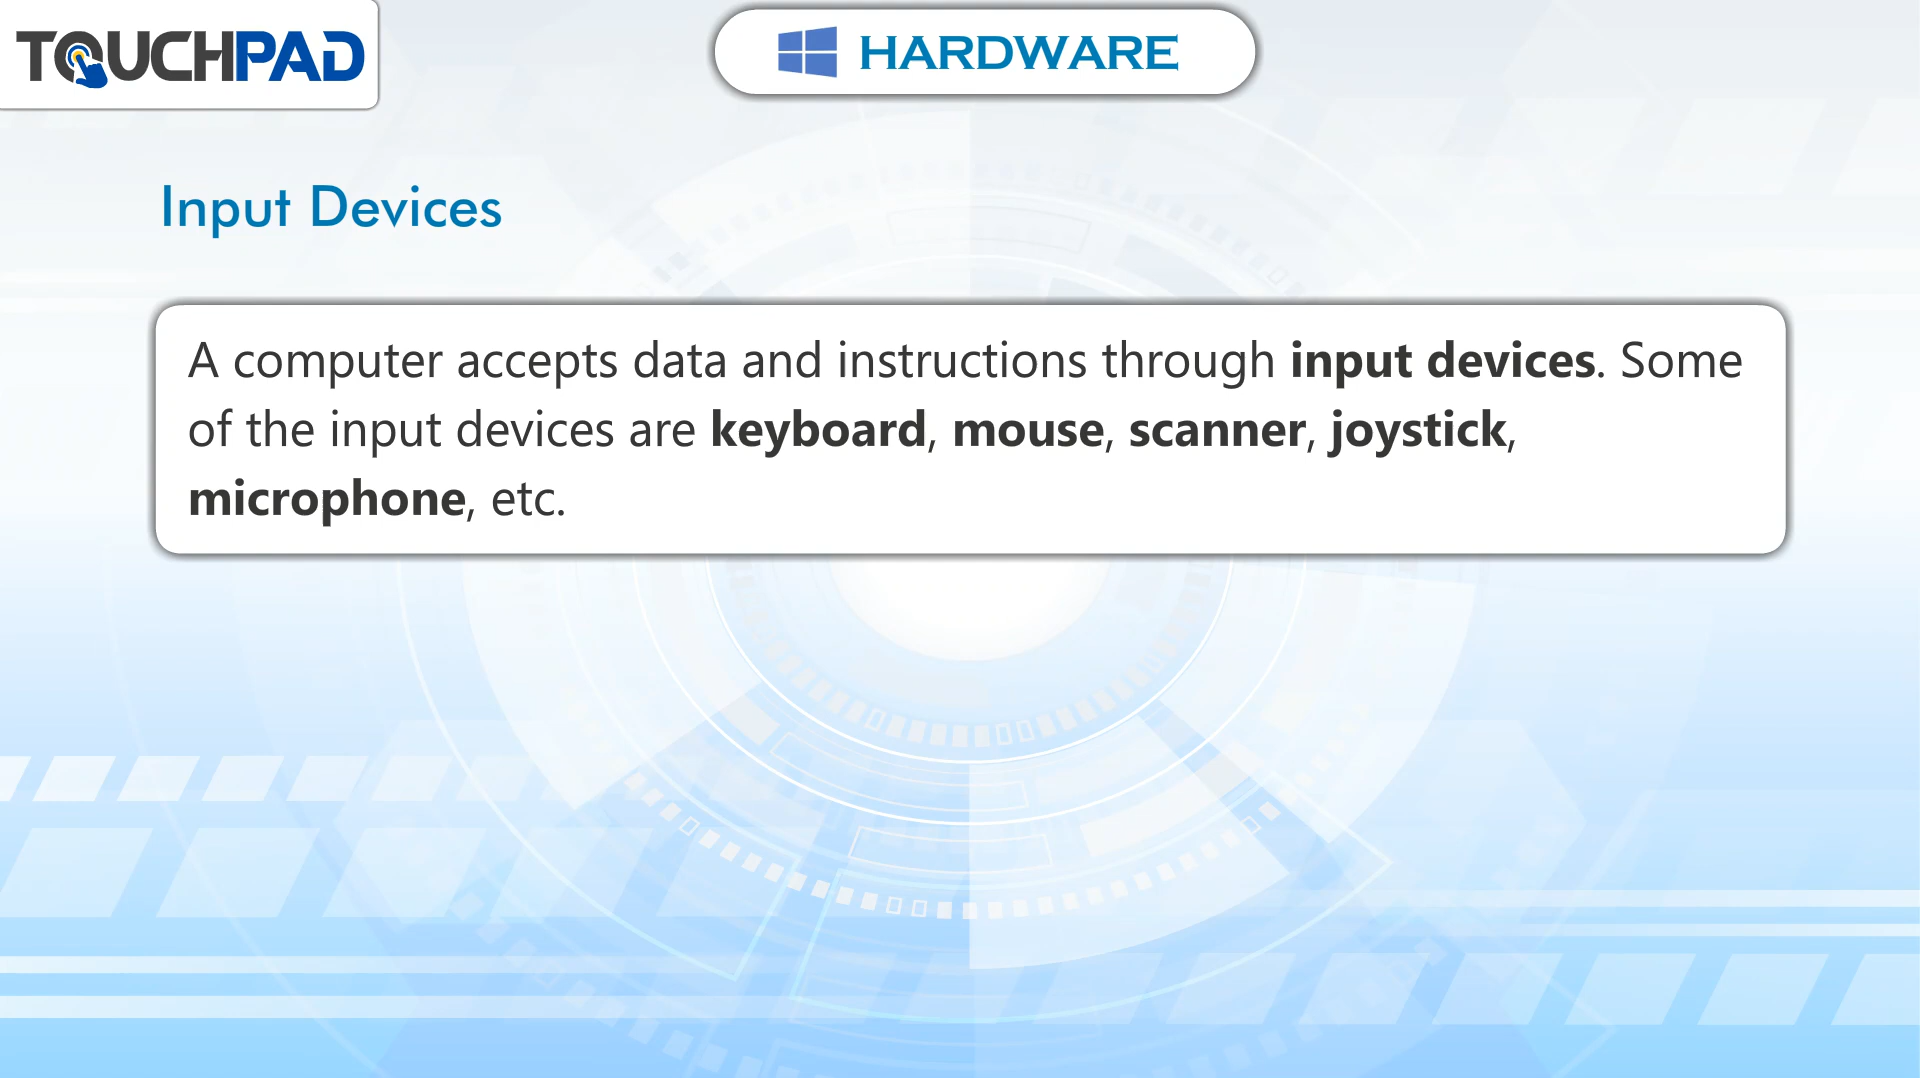 TOUCHPAD
HARDWARE
Input Devices
A computer accepts data and instructions through input devices. Some
of the input devices are keyboard, mouse, scanner, joystick,
microphone, etc.